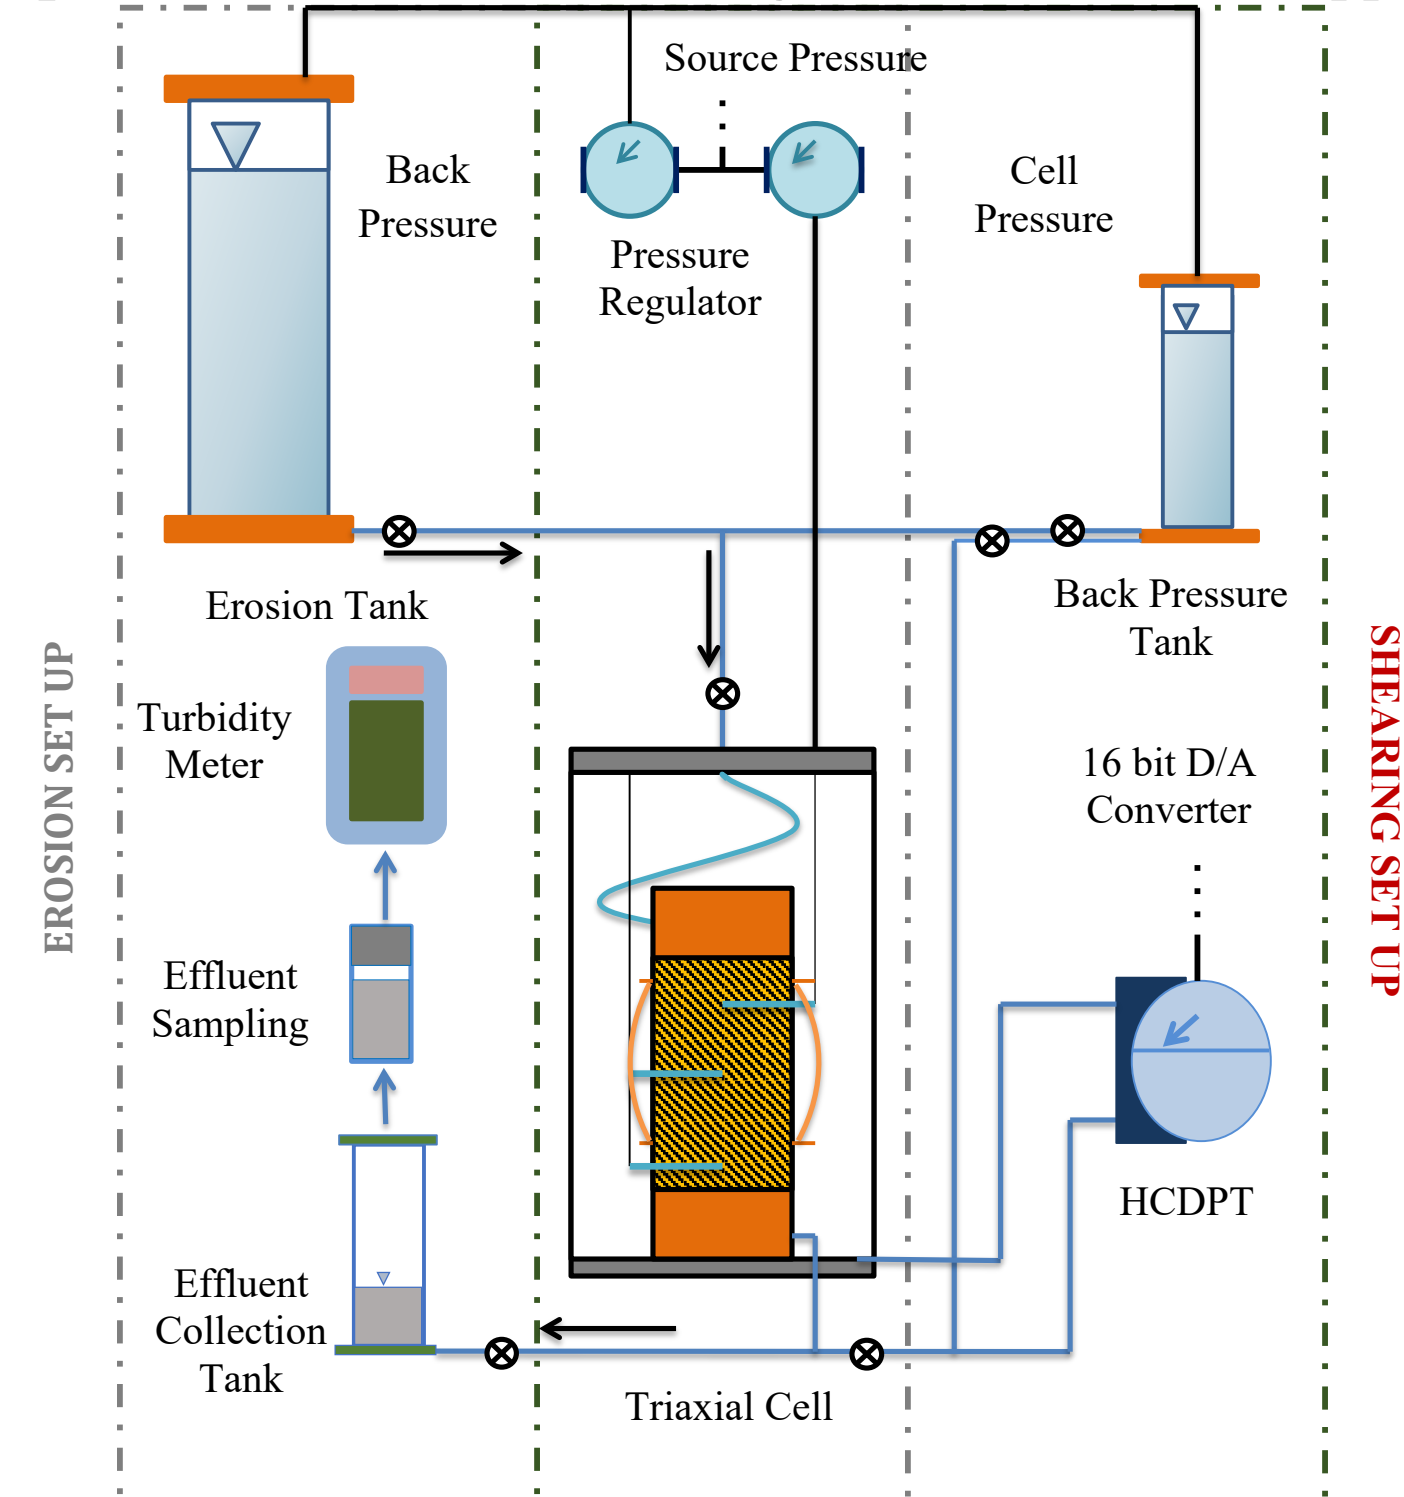 Source Pressure
Back
Pressure
Cell
Pressure
Pressure
Regulator
Erosion Tank
Back Pressure
Tank
EROSION SET UP
SHEARING SET UP
Turbidity
Meter
16 bit D/A
Converter
Effluent
Sampling
HCDPT
Effluent
Collection
Tank
Triaxial Cell